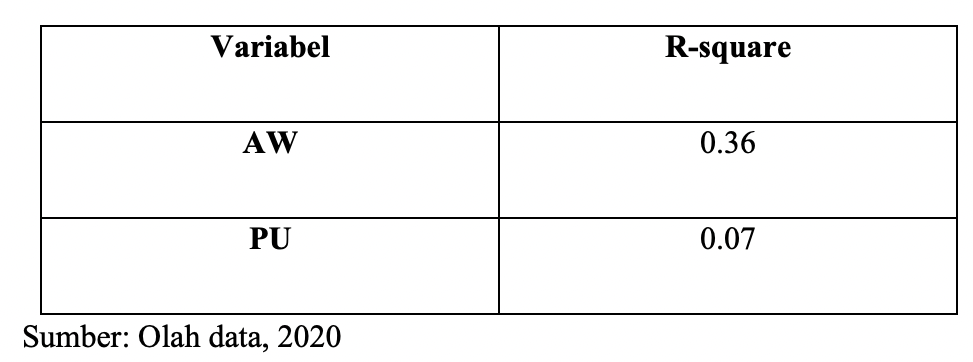 Variabel R-square
AW 0.36
PU 0.07
Sumber: Olah data, 2020